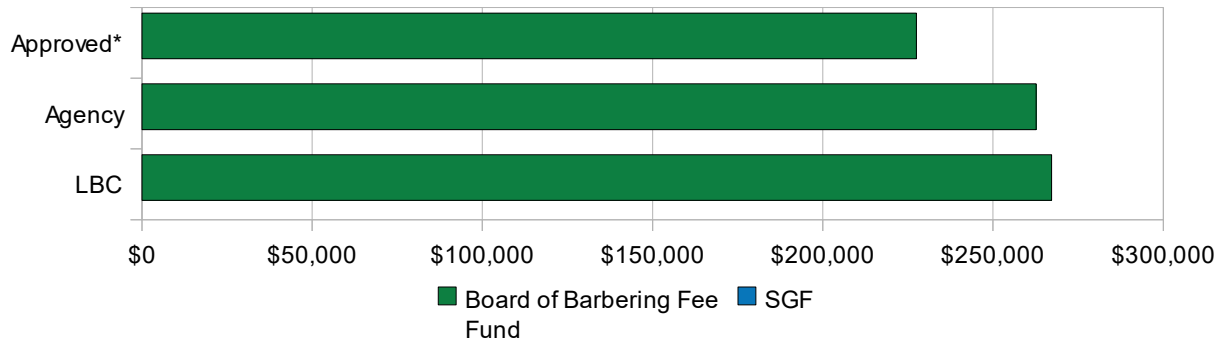 Approved*
Agency
LBC
$0 $50,000 $100,000 $150,000 $200,000 $250,000 $300,000
Board of Barbering Fee Fund SGF